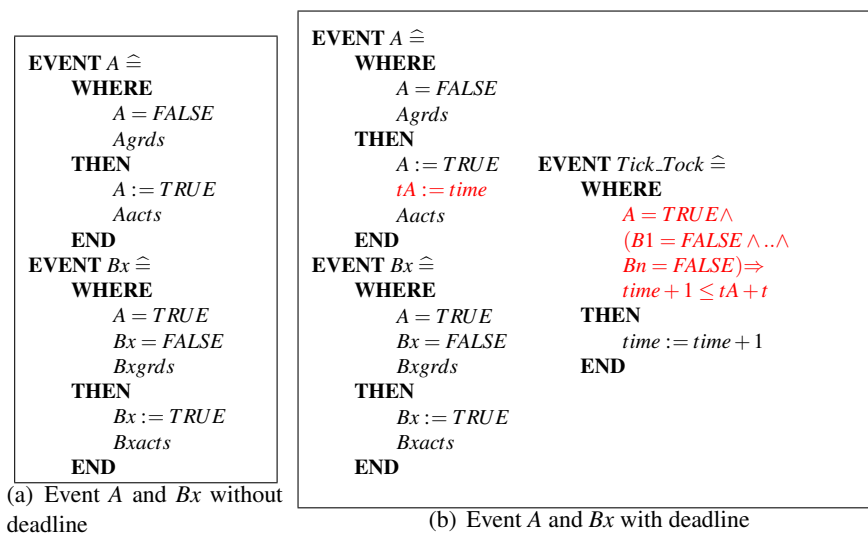 EVENT A ≙
WHERE
A = FALSE
Agrds
THEN
A := TRUE
Aacts
END
EVENT Bx ≙
WHERE
A = TRUE
Bx = FALSE
Bxgrds
THEN
Bx := TRUE
Bxacts
END
(a) Event A and Bx without
deadline
EVENT A ≙
WHERE
A = FALSE
Agrds
THEN
A := TRUE
tA := time
Aacts
END
EVENT Bx ≙
WHERE
A = TRUE
Bx = FALSE
Bxgrds
THEN
Bx := TRUE
Bxacts
END
EVENT Tick_Tock ≙
WHERE
A = TRUE ∧
(B1 = FALSE ∧ .. ∧
Bn = FALSE) ⇒
time + 1 ≤ tA + t
THEN
time := time + 1
END
(b) Event A and Bx with deadline